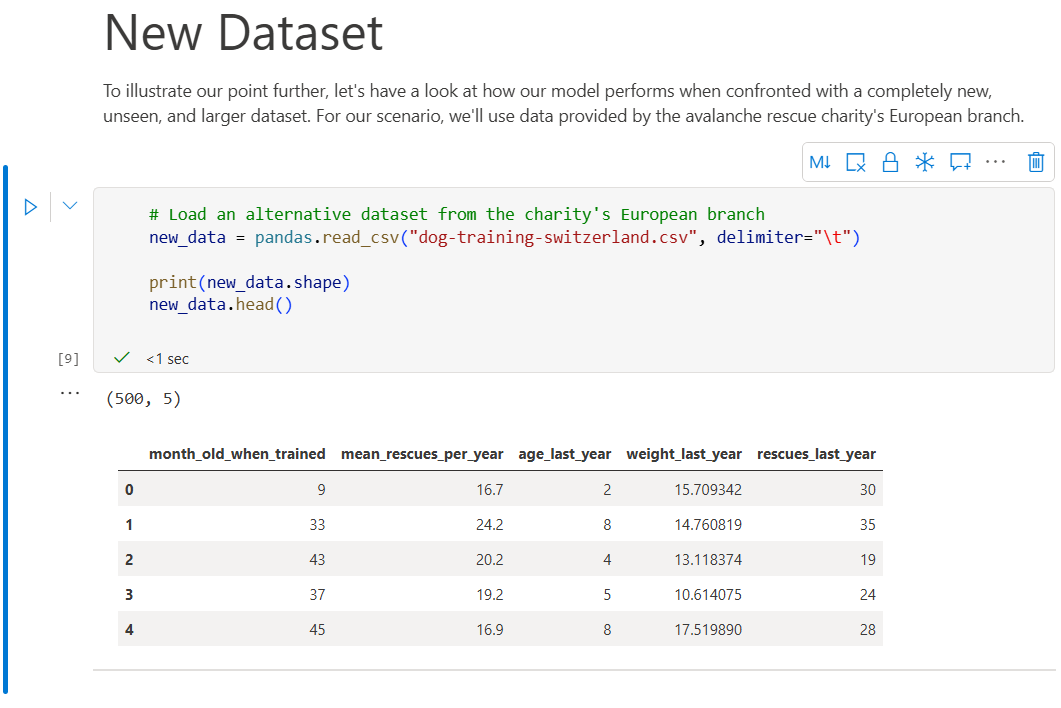 New Dataset
To illustrate our point further, let's have a look at how our model performs when confronted with a completely new,
unseen, and larger dataset. For our scenario, we'll use data provided by the avalanche rescue charity's European branch.
M↓ ···
# Load an alternative dataset from the charity's European branch
new_data = pandas.read_csv("dog-training-switzerland.csv", delimiter="\t")
print(new_data.shape)
new_data.head()
[9] <1 sec
··· (500, 5)
month_old_when_trained mean_rescues_per_year age_last_year weight_last_year rescues_last_year
0 9 16.7 2 15.709342 30
1 33 24.2 8 14.760819 35
2 43 20.2 4 13.118374 19
3 37 19.2 5 10.614075 24
4 45 16.9 8 17.519890 28